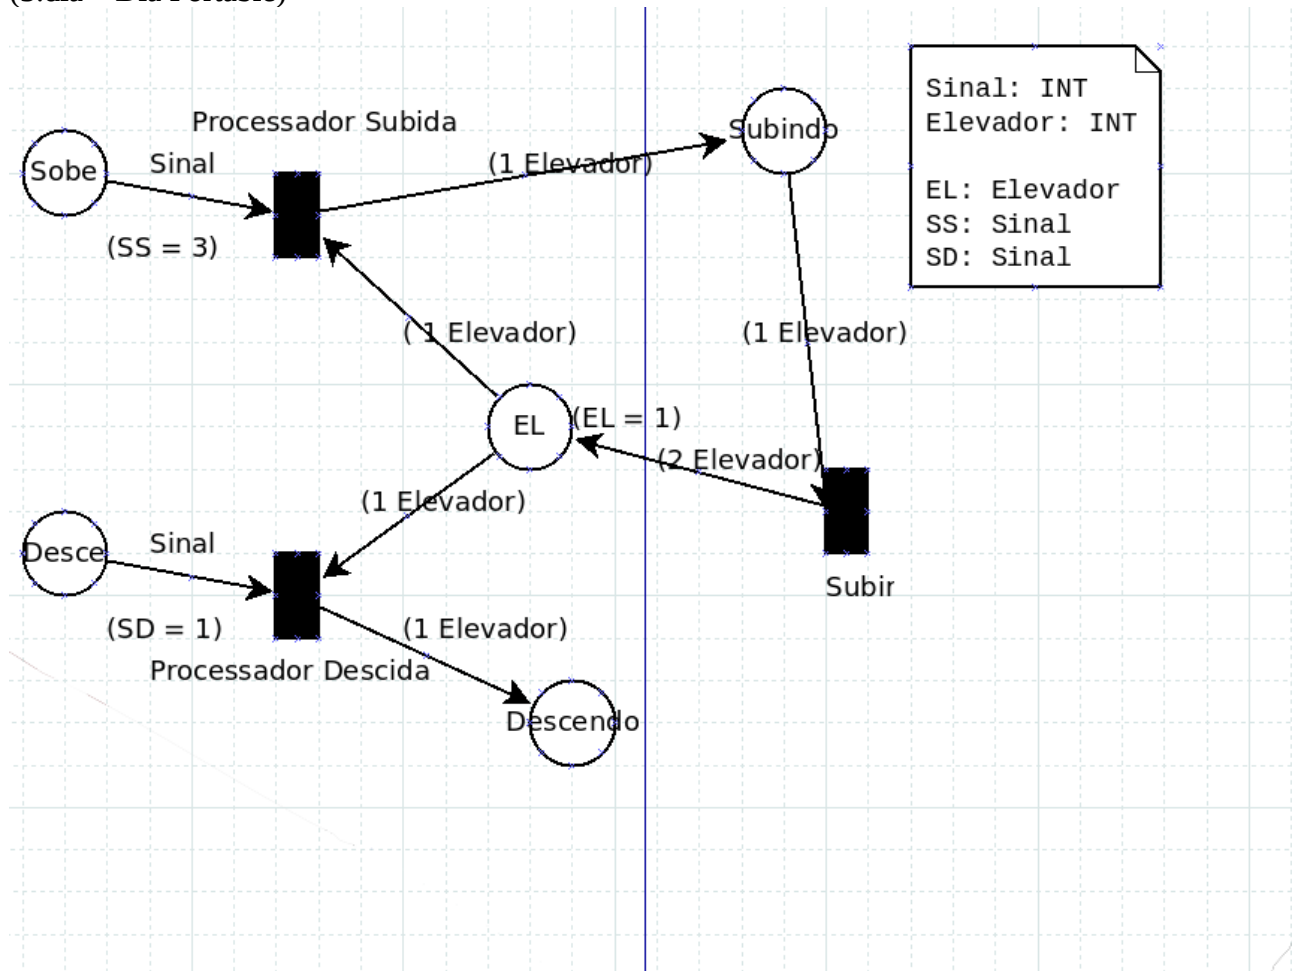 Processador Subida
Sobe
Sinal
(SS = 3)
(1 Elevador)
Subindo
Sinal: INT
Elevador: INT
EL: Elevador
SS: Sinal
SD: Sinal
( 1 Elevador)
(1 Elevador)
EL
(EL = 1)
(2 Elevador)
(1 Elevador)
Subir
Desce
Sinal
(SD = 1)
(1 Elevador)
Processador Descida
Descendo